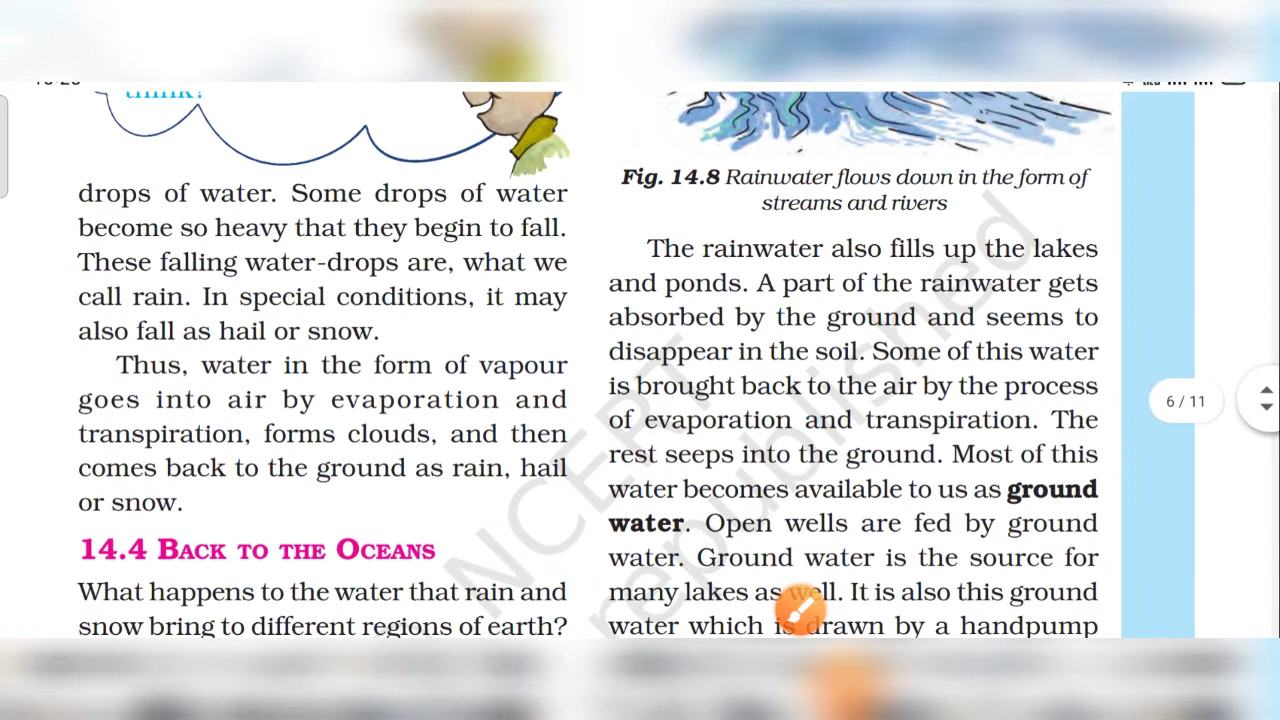 think?
drops of water. Some drops of water
become so heavy that they begin to fall.
These falling water-drops are, what we
call rain. In special conditions, it may
also fall as hail or snow.
Thus, water in the form of vapour
goes into air by evaporation and
transpiration, forms clouds, and then
comes back to the ground as rain, hail
or snow.
14.4 BACK TO THE OCEANS
What happens to the water that rain and
snow bring to different regions of earth?
Fig. 14.8 Rainwater flows down in the form of
streams and rivers
The rainwater also fills up the lakes
and ponds. A part of the rainwater gets
absorbed by the ground and seems to
disappear in the soil. Some of this water
is brought back to the air by the process
of evaporation and transpiration. The
rest seeps into the ground. Most of this
water becomes available to us as ground
water. Open wells are fed by ground
water. Ground water is the source for
many lakes as well. It is also this ground
water which is drawn by a handpump
6 / 11
NCERT
republished